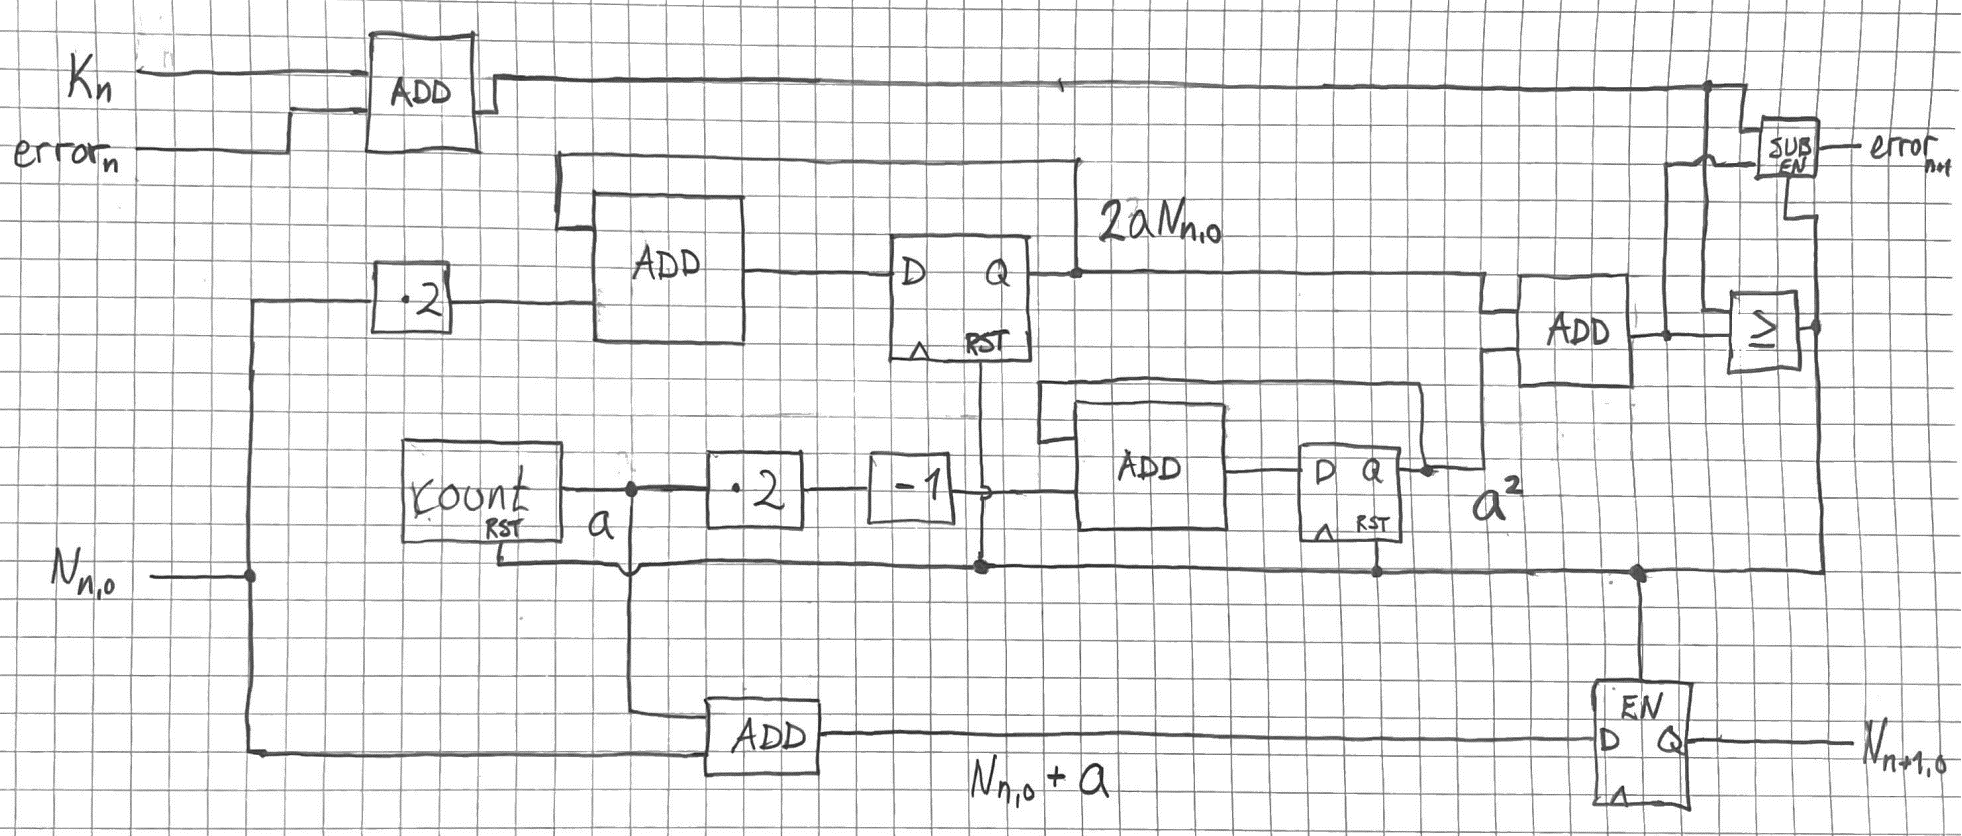 Kn
ADD
errorn
SUB
EN
errorn+1
2aNn,0
ADD
D Q
RST
·2
ADD
≥
count
RST
a
·2
-1
ADD
D Q
RST
a²
Nn,0
ADD
Nn,0 + a
EN
D Q
Nn+1,0